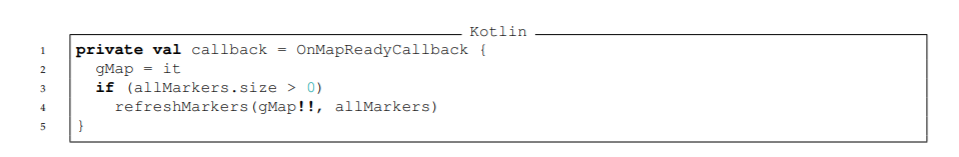 Kotlin
1 private val callback = OnMapReadyCallback {
2 gMap = it
3 if (allMarkers.size > 0)
4 refreshMarkers(gMap!!, allMarkers)
5 }